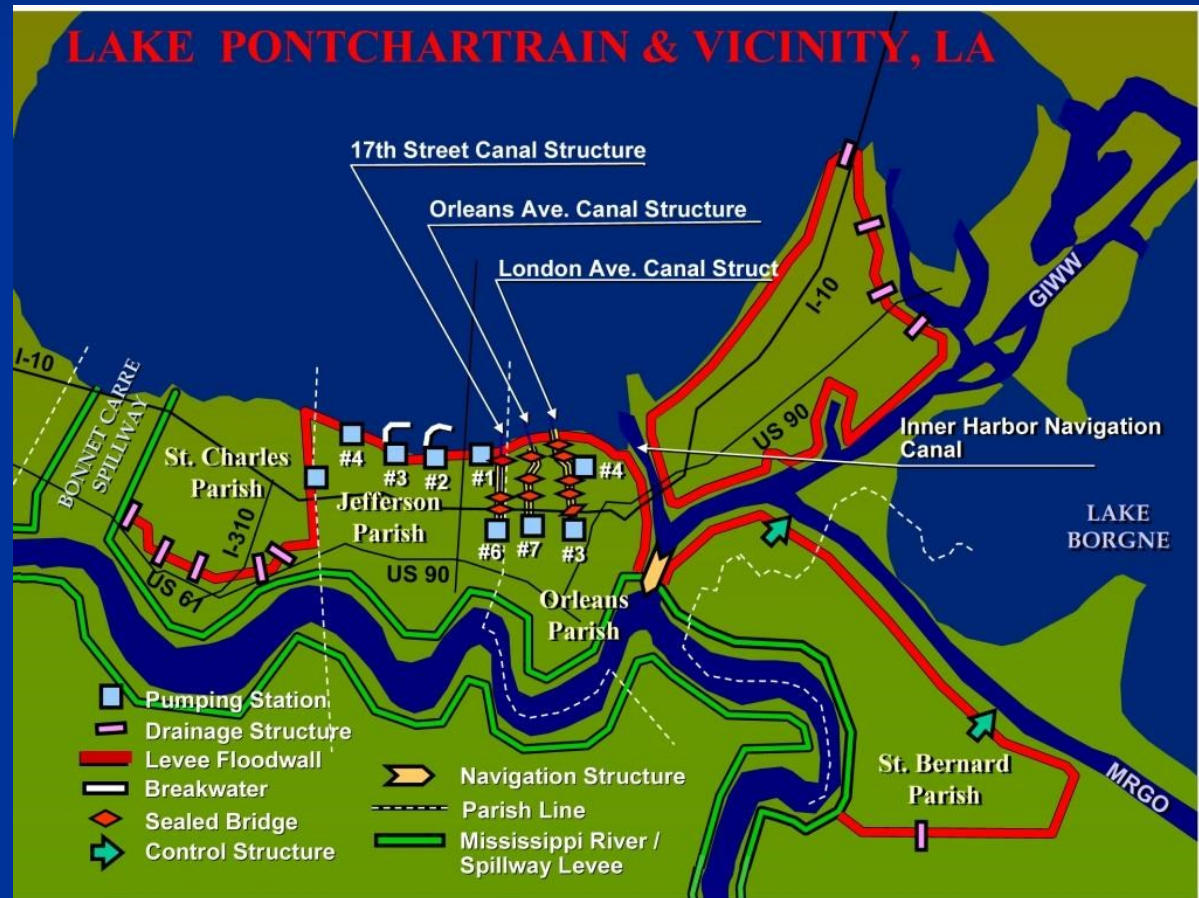 LAKE PONTCHARTRAIN & VICINITY, LA
17th Street Canal Structure
Orleans Ave. Canal Structure
London Ave. Canal Struct
I-10
GIWW
I-10
BONNET CARRE
SPILLWAY
US 90
Inner Harbor Navigation
Canal
St. Charles
Parish
#4
#3
#2
#1
#4
Jefferson
Parish
I-310
LAKE
BORGNE
#6
#7
#3
US 61
US 90
Orleans
Parish
Pumping Station
Drainage Structure
Levee Floodwall
Breakwater
Sealed Bridge
Control Structure
Navigation Structure
Parish Line
Mississippi River /
Spillway Levee
St. Bernard
Parish
MRGO